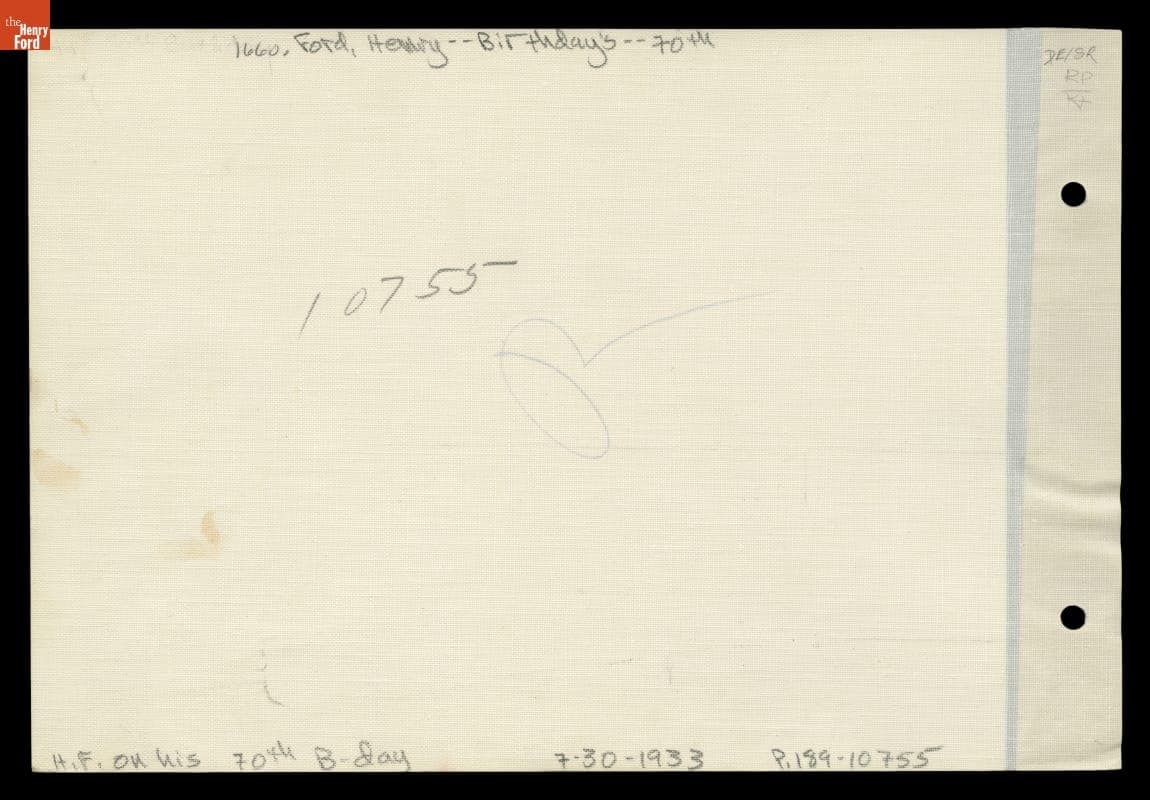 the Henry Ford
1660. Ford, Henry--Birthday's--70th
DE/SR
RP
10755
H.F. on his 70th B-day 7-30-1933 P.189-10755